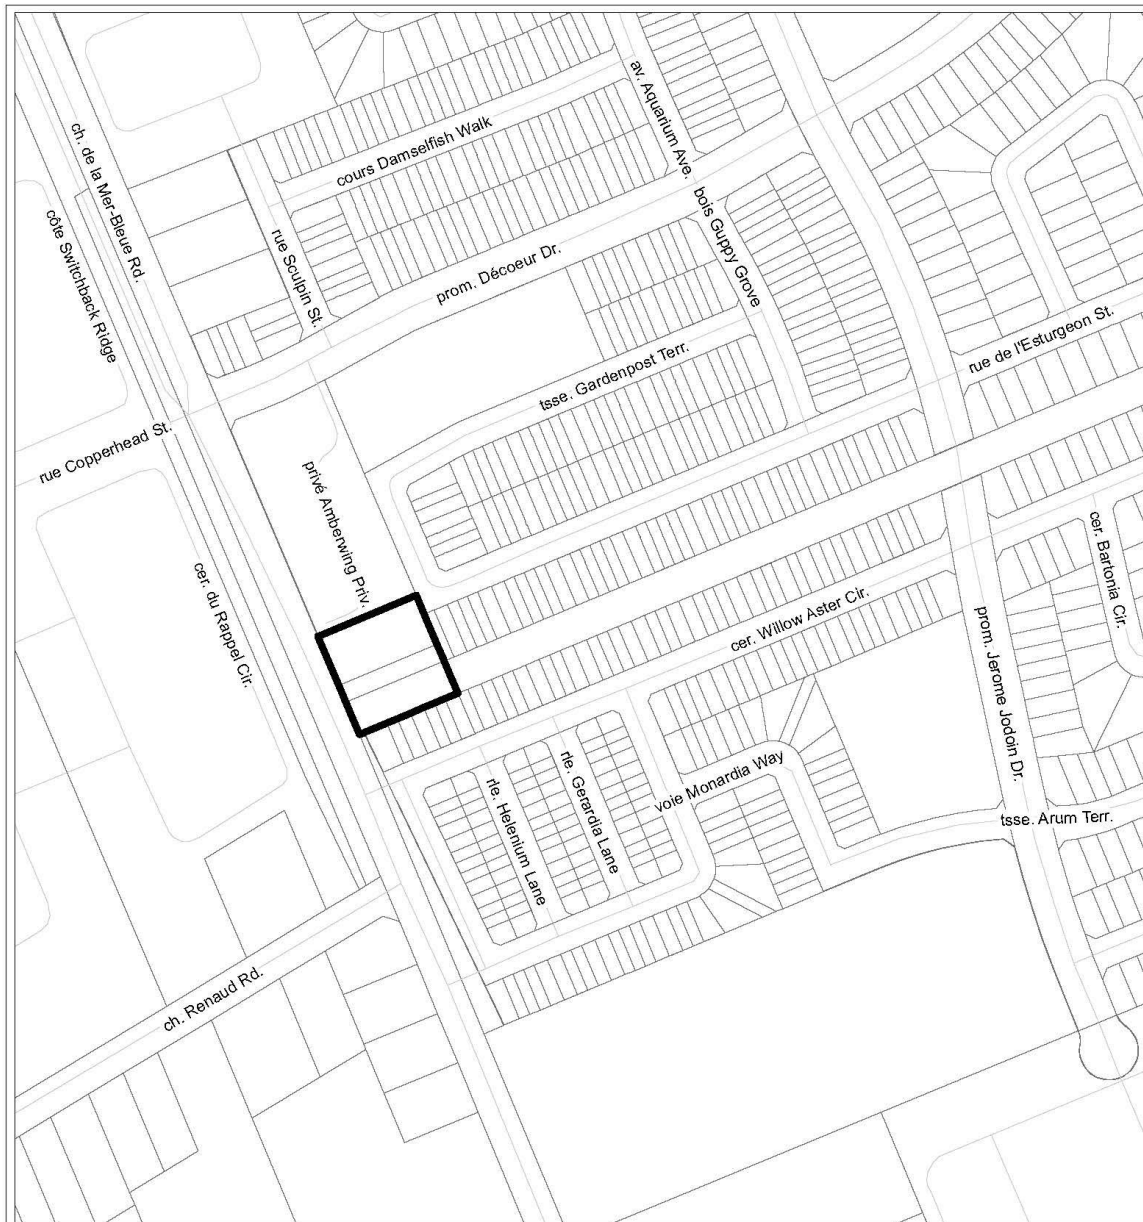 av. Aquarium Ave.
cours Damselfish Walk
ch. de la Mer-Bleue Rd.
bois Guppy Grove
côte Switchback Ridge
rue Sculpin St.
prom. Décoeur Dr.
rue de l'Esturgeon St.
tsse. Gardenpost Terr.
rue Copperhead St.
privé Amberwing Priv.
cer. Bartonia Cir.
cer. du Rappel Cir.
cer. Willow Aster Cir.
prom. Jerome Jodoin Dr.
rle. Gerardia Lane
voie Monardia Way
rle. Helenium Lane
tsse. Arum Terr.
ch. Renaud Rd.